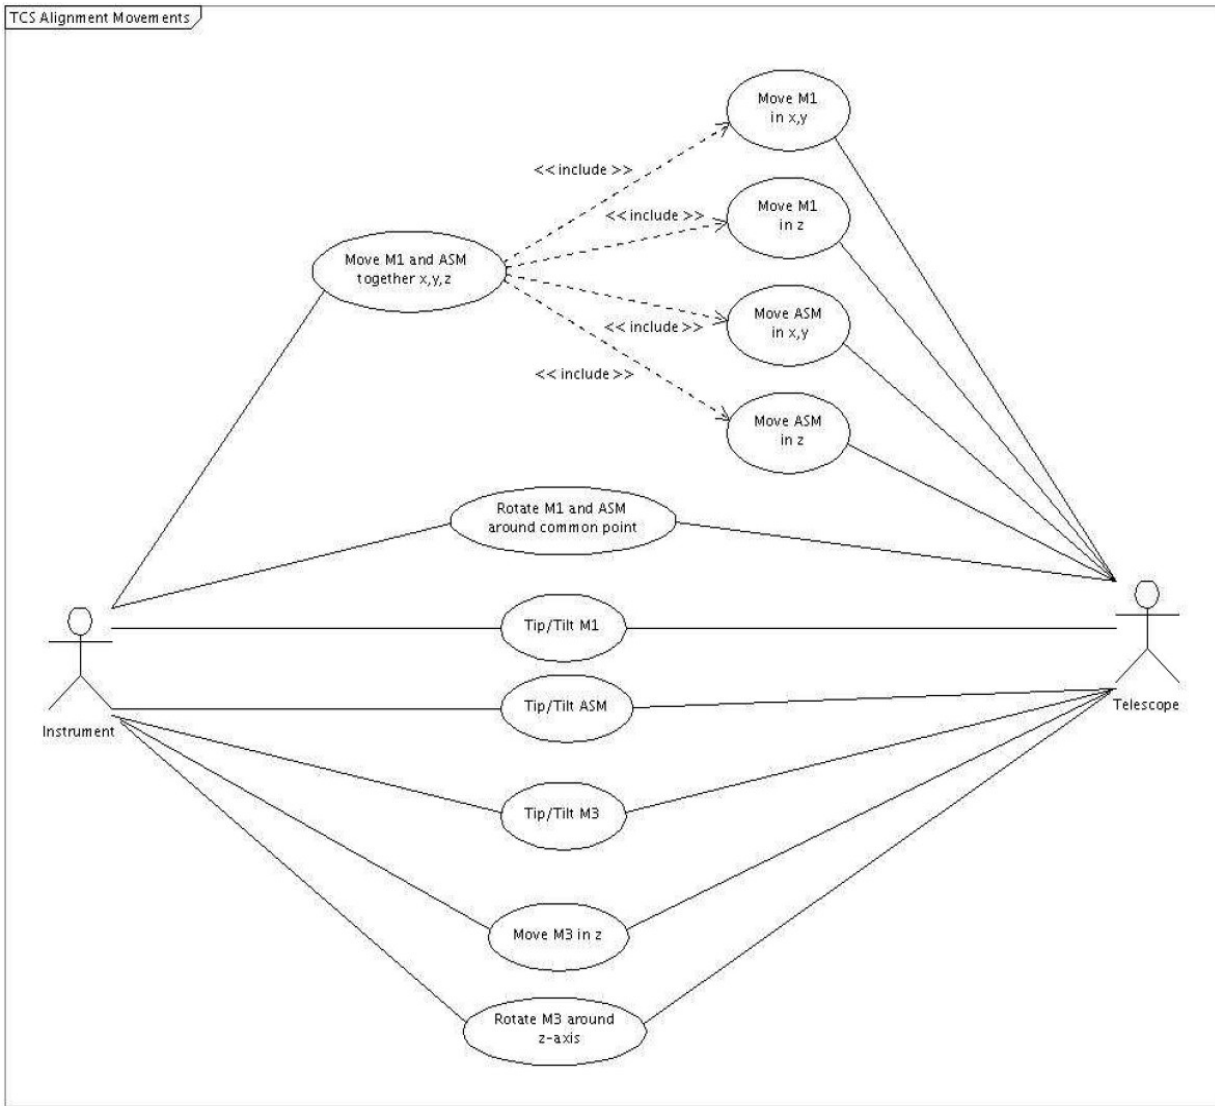 TCS Alignment Movements
Move M1
in x,y
<< include >>
Move M1
in z
<< include >>
Move M1 and ASM
together x,y,z
Move ASM
in x,y
<< include >>
<< include >>
Move ASM
in z
Rotate M1 and ASM
around common point
Tip/Tilt M1
Tip/Tilt ASM
Instrument
Telescope
Tip/Tilt M3
Move M3 in z
Rotate M3 around
z-axis